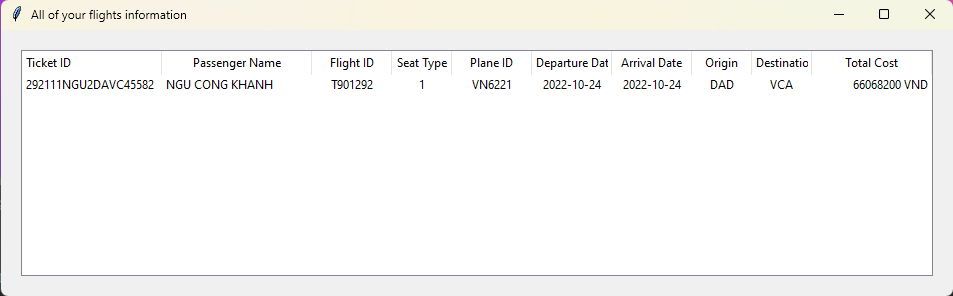 All of your flights information
Ticket ID Passenger Name Flight ID Seat Type Plane ID Departure Dat Arrival Date Origin Destinatio Total Cost
292111NGU2DAVC45582 NGU CONG KHANH T901292 1 VN6221 2022-10-24 2022-10-24 DAD VCA 66068200 VND